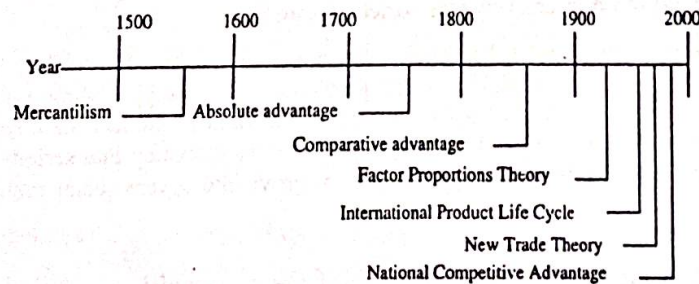 1500 1600 1700 1800 1900 2000
Year
Mercantilism Absolute advantage
Comparative advantage
Factor Proportions Theory
International Product Life Cycle
New Trade Theory
National Competitive Advantage